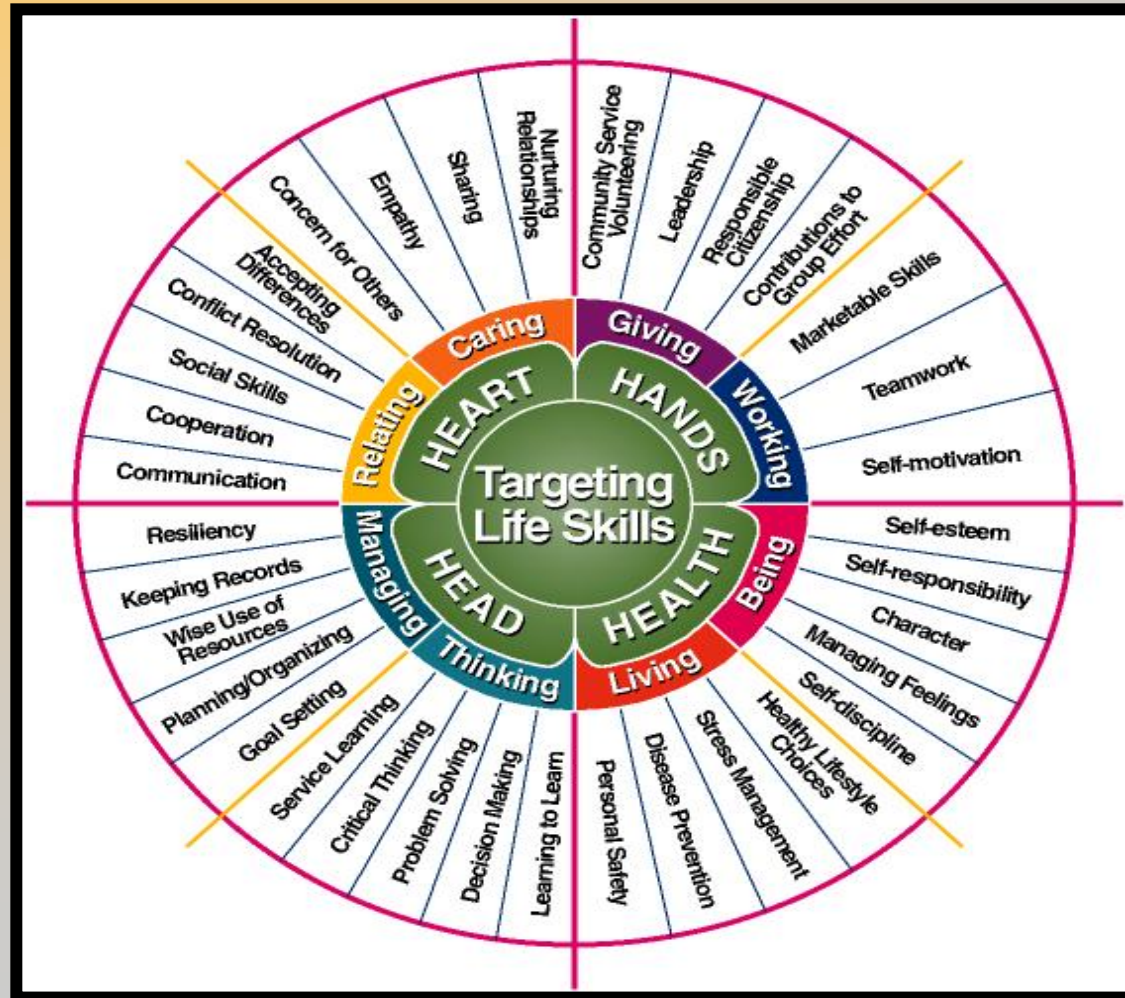 Targeting
Life Skills
HEART
HANDS
HEALTH
HEAD
Caring
Giving
Working
Being
Living
Thinking
Managing
Relating
Nurturing
Relationships
Sharing
Empathy
Concern for Others
Accepting
Differences
Conflict Resolution
Social Skills
Cooperation
Communication
Community Service
Volunteering
Leadership
Responsible
Citizenship
Contributions to
Group Effort
Marketable Skills
Teamwork
Self-motivation
Self-esteem
Self-responsibility
Character
Managing Feelings
Self-discipline
Healthy Lifestyle
Choices
Stress Management
Disease Prevention
Personal Safety
Learning to Learn
Decision Making
Problem Solving
Critical Thinking
Service Learning
Goal Setting
Planning/Organizing
Wise Use of
Resources
Keeping Records
Resiliency